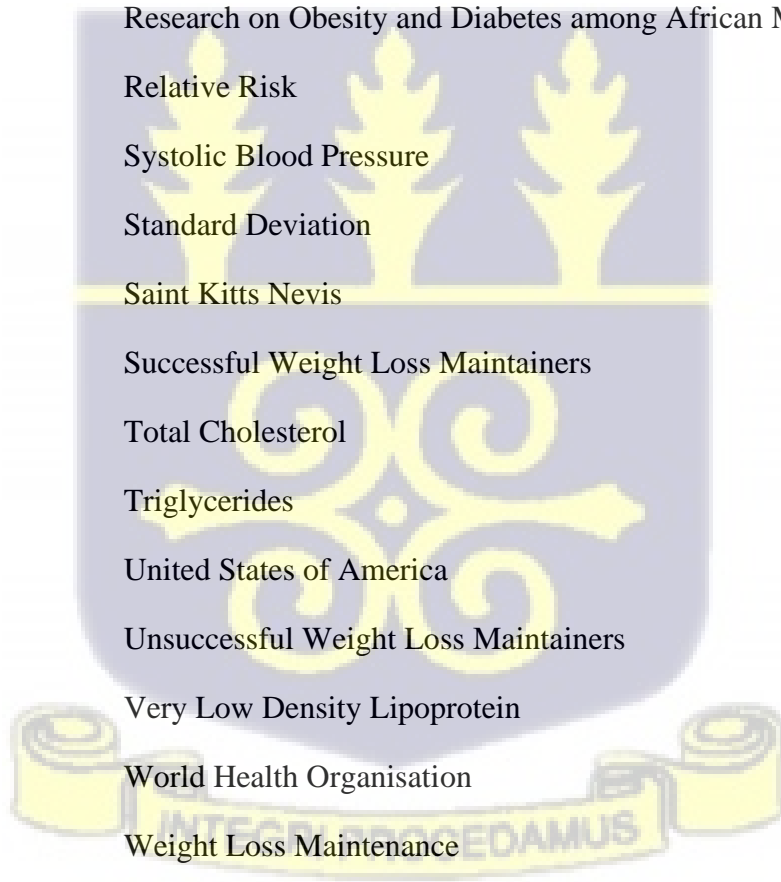 Research on Obesity and Diabetes among African M
Relative Risk
Systolic Blood Pressure
Standard Deviation
Saint Kitts Nevis
Successful Weight Loss Maintainers
Total Cholesterol
Triglycerides
United States of America
Unsuccessful Weight Loss Maintainers
Very Low Density Lipoprotein
World Health Organisation
INTEGRI PROCEDAMUS
Weight Loss Maintenance